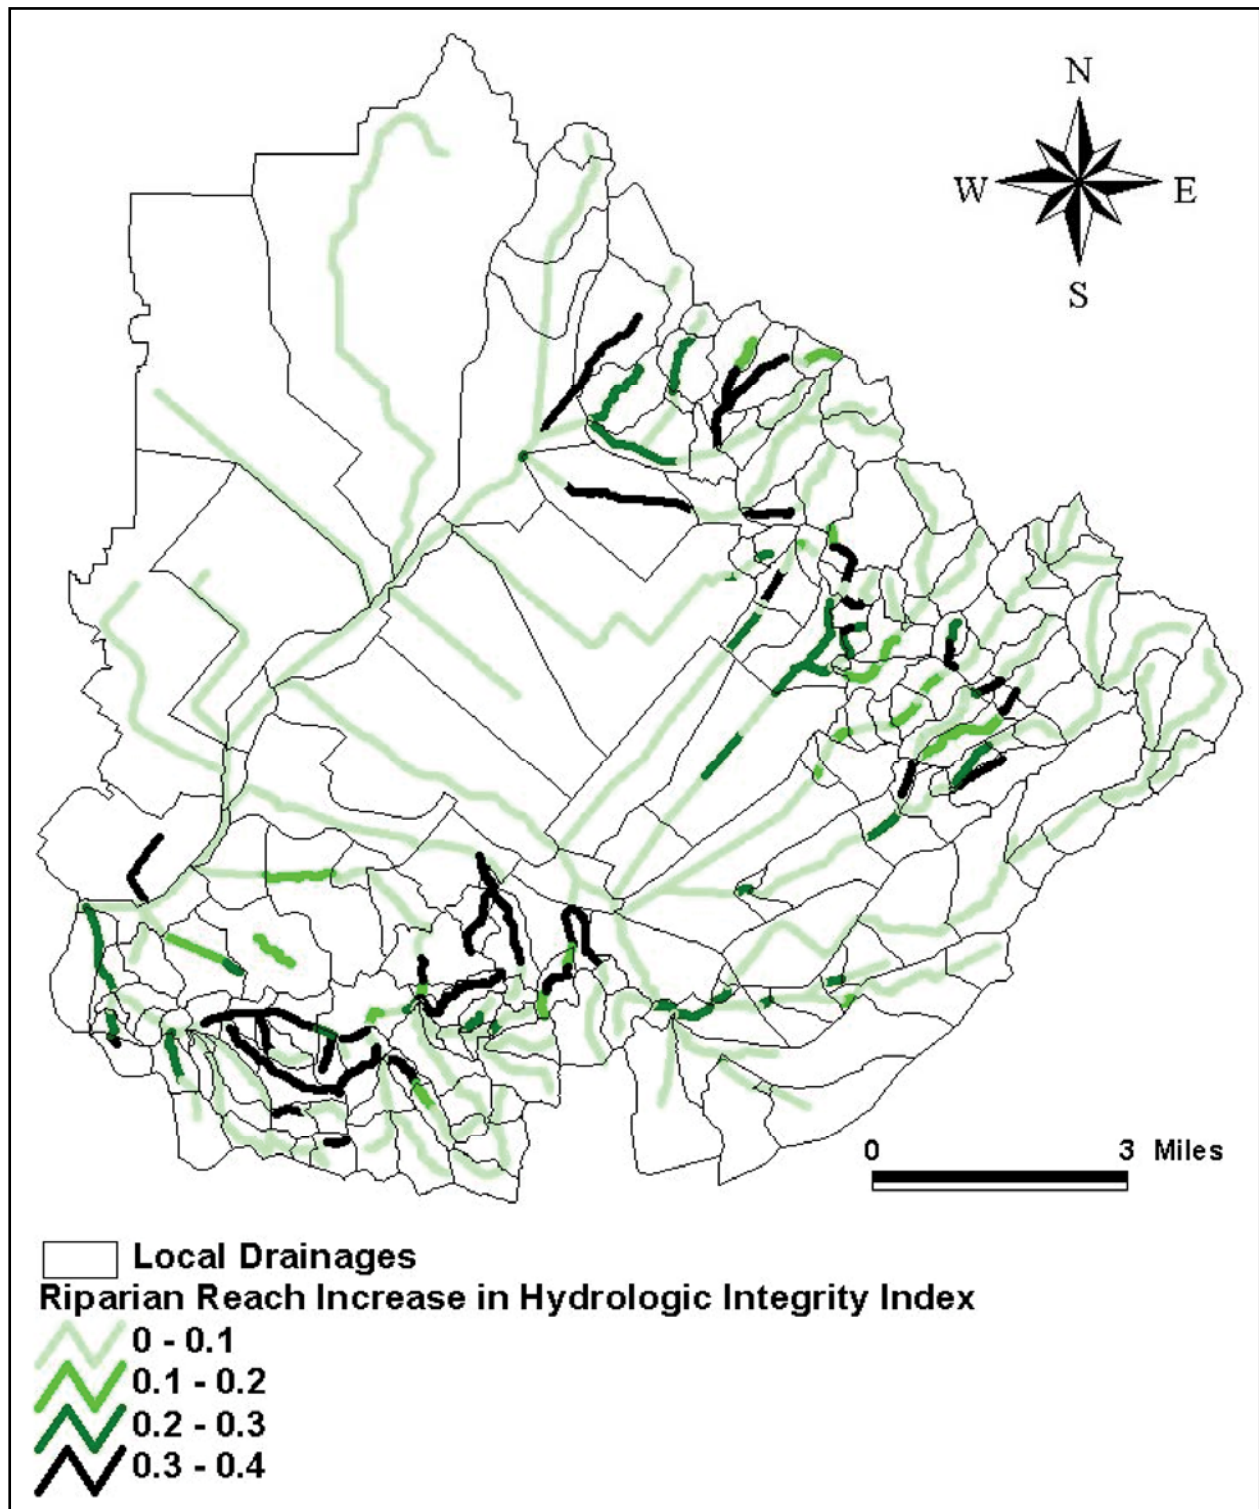 N
W E
S
0 3 Miles
Local Drainages
Riparian Reach Increase in Hydrologic Integrity Index
0 - 0.1
0.1 - 0.2
0.2 - 0.3
0.3 - 0.4